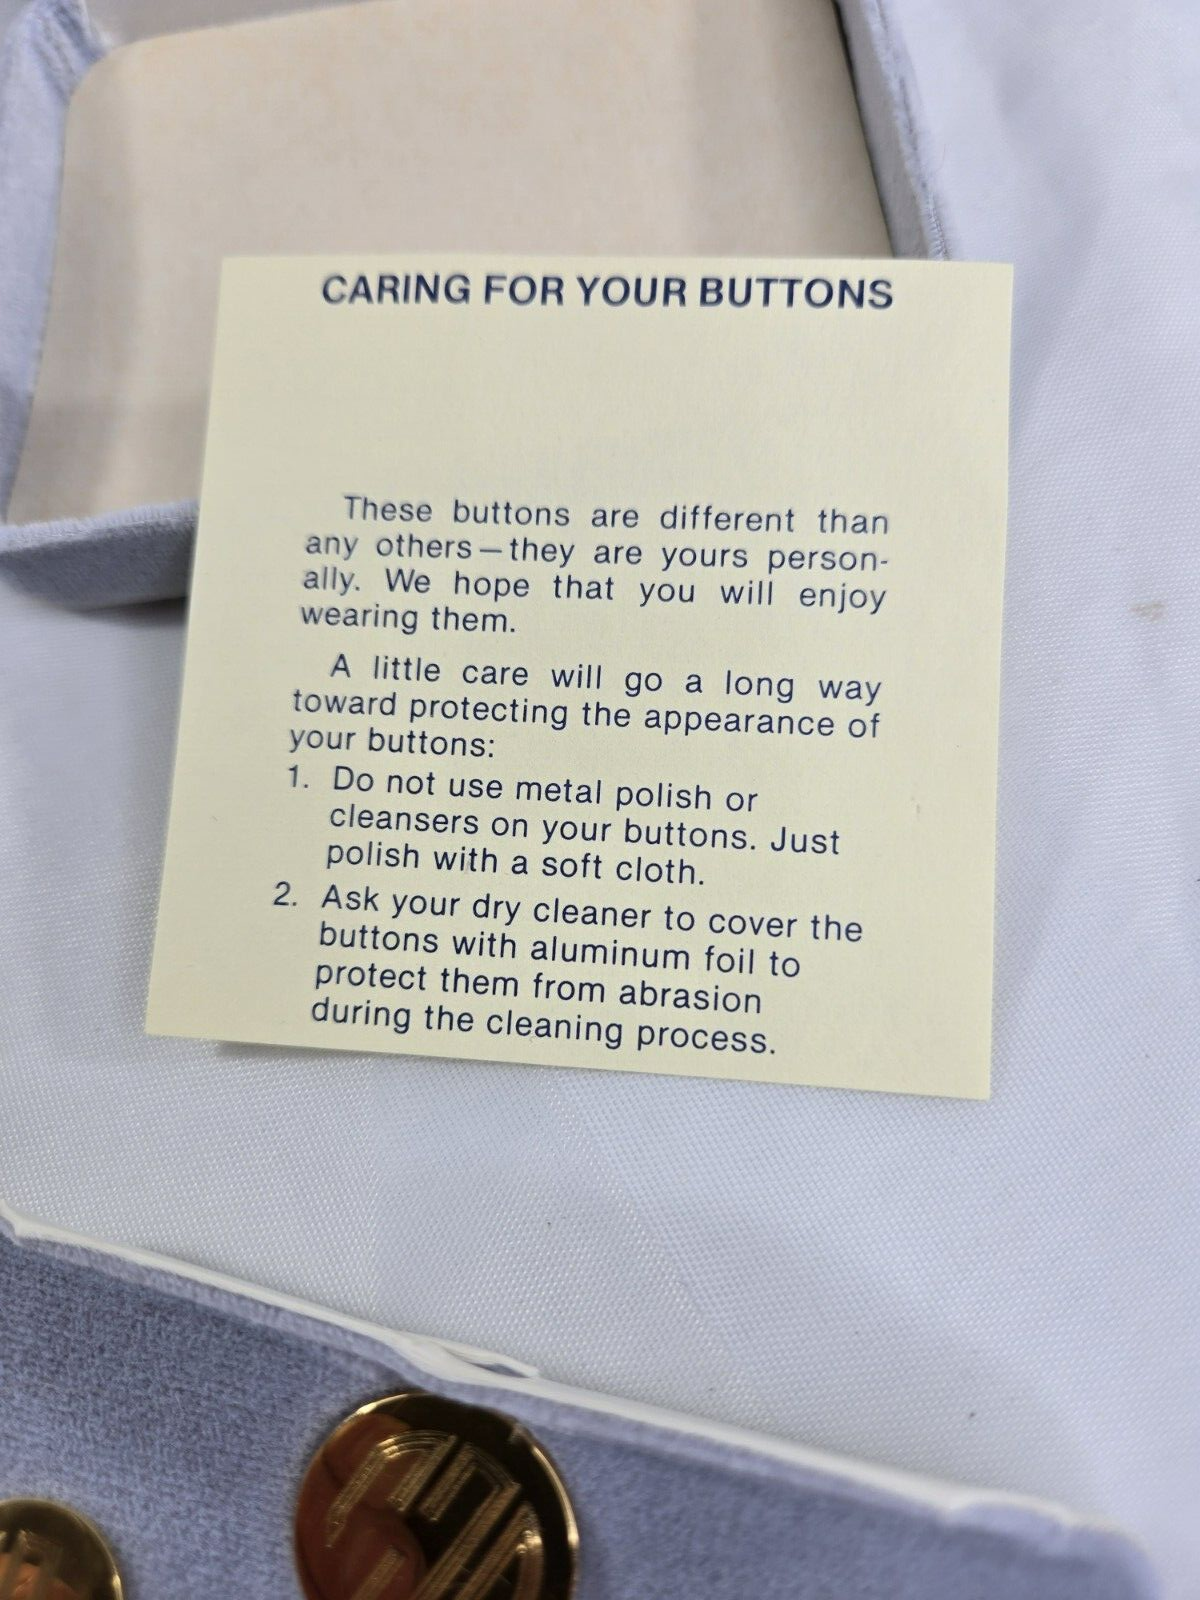 CARING FOR YOUR BUTTONS
These buttons are different than
any others—they are yours person-
ally. We hope that you will enjoy
wearing them.
A little care will go a long way
toward protecting the appearance of
your buttons:
1. Do not use metal polish or
cleansers on your buttons. Just
polish with a soft cloth.
2. Ask your dry cleaner to cover the
buttons with aluminum foil to
protect them from abrasion
during the cleaning process.